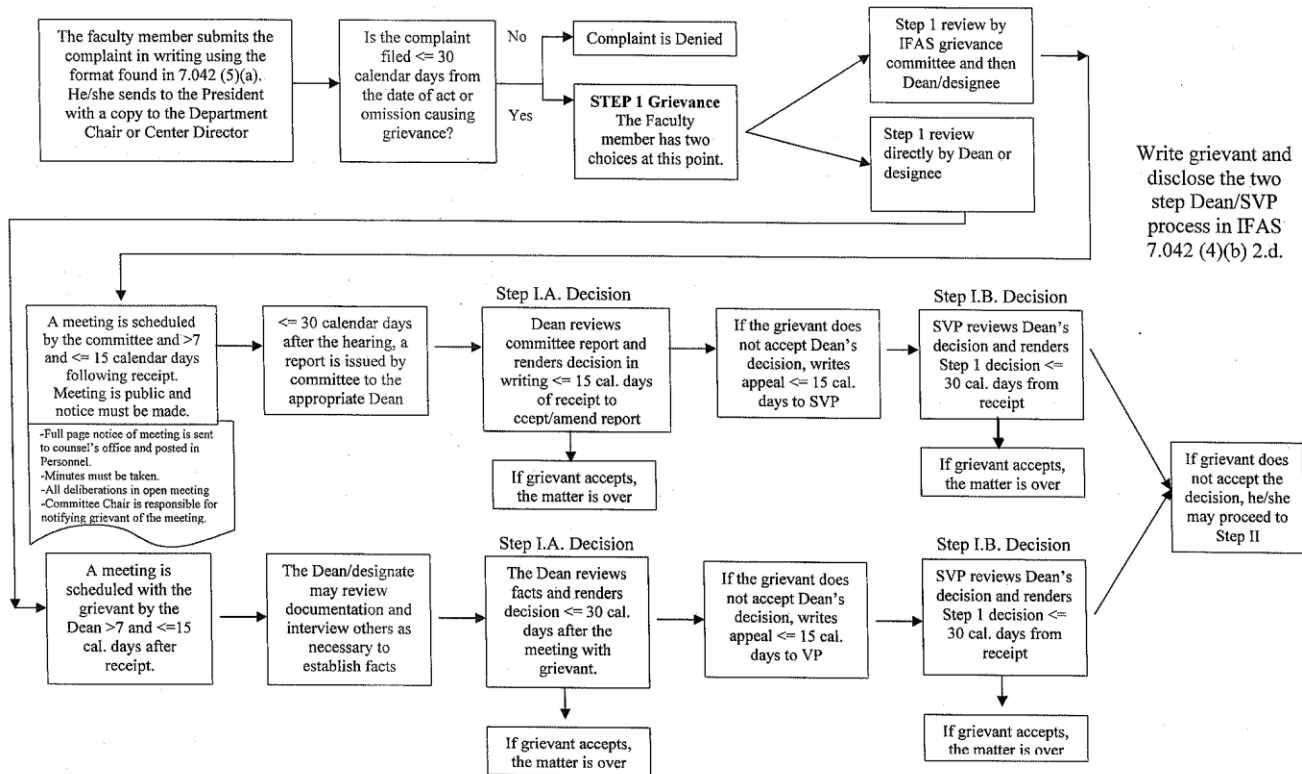 The faculty member submits the
complaint in writing using the
format found in 7.042 (5)(a).
He/she sends to the President
with a copy to the Department
Chair or Center Director
Is the complaint
filed <= 30
calendar days from
the date of act or
omission causing
grievance?
No
Yes
Complaint is Denied
STEP 1 Grievance
The Faculty
member has two
choices at this point.
Step 1 review by
IFAS grievance
committee and then
Dean/designee
Step 1 review
directly by Dean or
designee
Write grievant and
disclose the two
step Dean/SVP
process in IFAS
7.042 (4)(b) 2.d.
A meeting is scheduled
by the committee and >7
and <= 15 calendar days
following receipt.
Meeting is public and
notice must be made.
-Full page notice of meeting is sent
to counsel's office and posted in
Personnel.
-Minutes must be taken.
-All deliberations in open meeting
-Committee Chair is responsible for
notifying grievant of the meeting.
<= 30 calendar days
after the hearing, a
report is issued by
committee to the
appropriate Dean
Step I.A. Decision
Dean reviews
committee report and
renders decision in
writing <= 15 cal. days
of receipt to
ccept/amend report
If grievant accepts,
the matter is over
If the grievant does
not accept Dean's
decision, writes
appeal <= 15 cal.
days to SVP
Step I.B. Decision
SVP reviews Dean's
decision and renders
Step 1 decision <=
30 cal. days from
receipt
If grievant accepts,
the matter is over
If grievant does
not accept the
decision, he/she
may proceed to
Step II
A meeting is
scheduled with the
grievant by the
Dean >7 and <=15
cal. days after
receipt.
The Dean/designate
may review
documentation and
interview others as
necessary to
establish facts
Step I.A. Decision
The Dean reviews
facts and renders
decision <= 30 cal.
days after the
meeting with
grievant.
If grievant accepts,
the matter is over
If the grievant does
not accept Dean's
decision, writes
appeal <= 15 cal.
days to VP
Step I.B. Decision
SVP reviews Dean's
decision and renders
Step 1 decision <=
30 cal. days from
receipt
If grievant accepts,
the matter is over